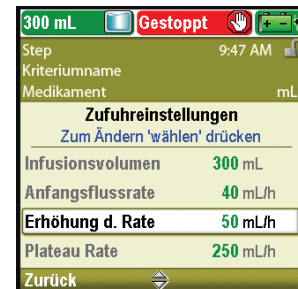 300 mL Gestoppt
Step 9:47 AM
Kriteriumname
Medikament mL
Zufuhreinstellungen
Zum Ändern 'wählen' drücken
Infusionsvolumen 300 mL
Anfangsflussrate 40 mL/h
Erhöhung d. Rate 50 mL/h
Plateau Rate 250 mL/h
Zurück